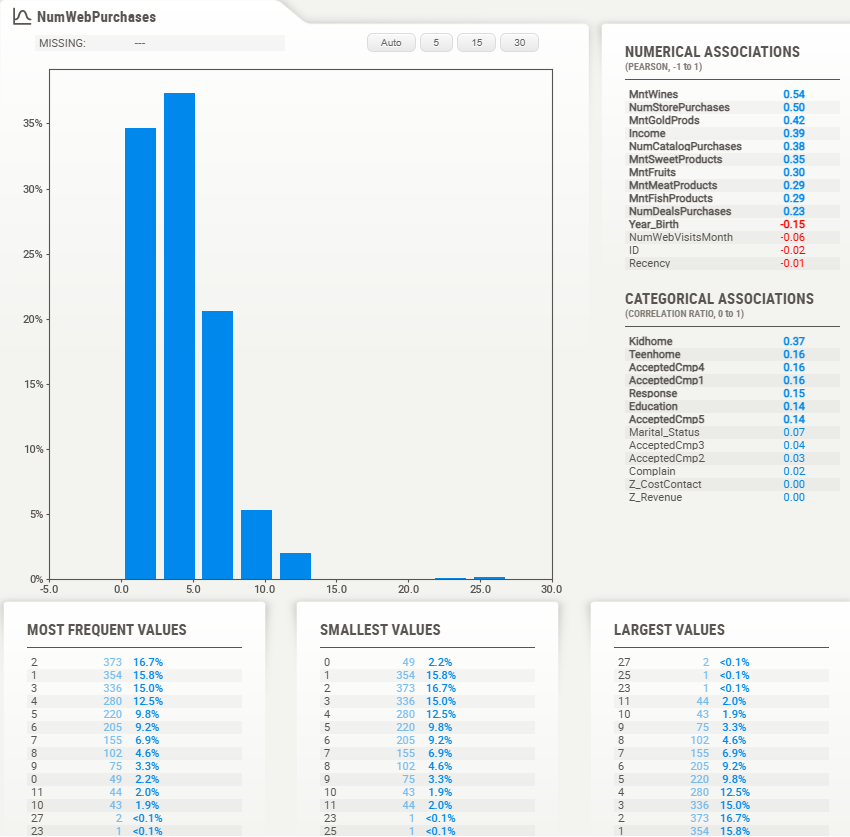 NumWebPurchases
MISSING: ---
Auto 5 15 30
35%
30%
25%
20%
15%
10%
5%
0%
-5.0 0.0 5.0 10.0 15.0 20.0 25.0 30.0
NUMERICAL ASSOCIATIONS
(PEARSON, -1 to 1)
MntWines 0.54
NumStorePurchases 0.50
MntGoldProds 0.42
Income 0.39
NumCatalogPurchases 0.38
MntSweetProducts 0.35
MntFruits 0.30
MntMeatProducts 0.29
MntFishProducts 0.29
NumDealsPurchases 0.23
Year_Birth -0.15
NumWebVisitsMonth -0.06
ID -0.02
Recency -0.01
CATEGORICAL ASSOCIATIONS
(CORRELATION RATIO, 0 to 1)
Kidhome 0.37
Teenhome 0.16
AcceptedCmp4 0.16
AcceptedCmp1 0.16
Response 0.15
Education 0.14
AcceptedCmp5 0.14
Marital_Status 0.07
AcceptedCmp3 0.04
AcceptedCmp2 0.03
Complain 0.02
Z_CostContact 0.00
Z_Revenue 0.00
MOST FREQUENT VALUES
2 373 16.7%
1 354 15.8%
3 336 15.0%
4 280 12.5%
5 220 9.8%
6 205 9.2%
7 155 6.9%
8 102 4.6%
9 75 3.3%
0 49 2.2%
11 44 2.0%
10 43 1.9%
27 2 <0.1%
23 1 <0.1%
SMALLEST VALUES
0 49 2.2%
1 354 15.8%
2 373 16.7%
3 336 15.0%
4 280 12.5%
5 220 9.8%
6 205 9.2%
7 155 6.9%
8 102 4.6%
9 75 3.3%
10 43 1.9%
11 44 2.0%
23 1 <0.1%
25 1 <0.1%
LARGEST VALUES
27 2 <0.1%
25 1 <0.1%
23 1 <0.1%
11 44 2.0%
10 43 1.9%
9 75 3.3%
8 102 4.6%
7 155 6.9%
6 205 9.2%
5 220 9.8%
4 280 12.5%
3 336 15.0%
2 373 16.7%
1 354 15.8%